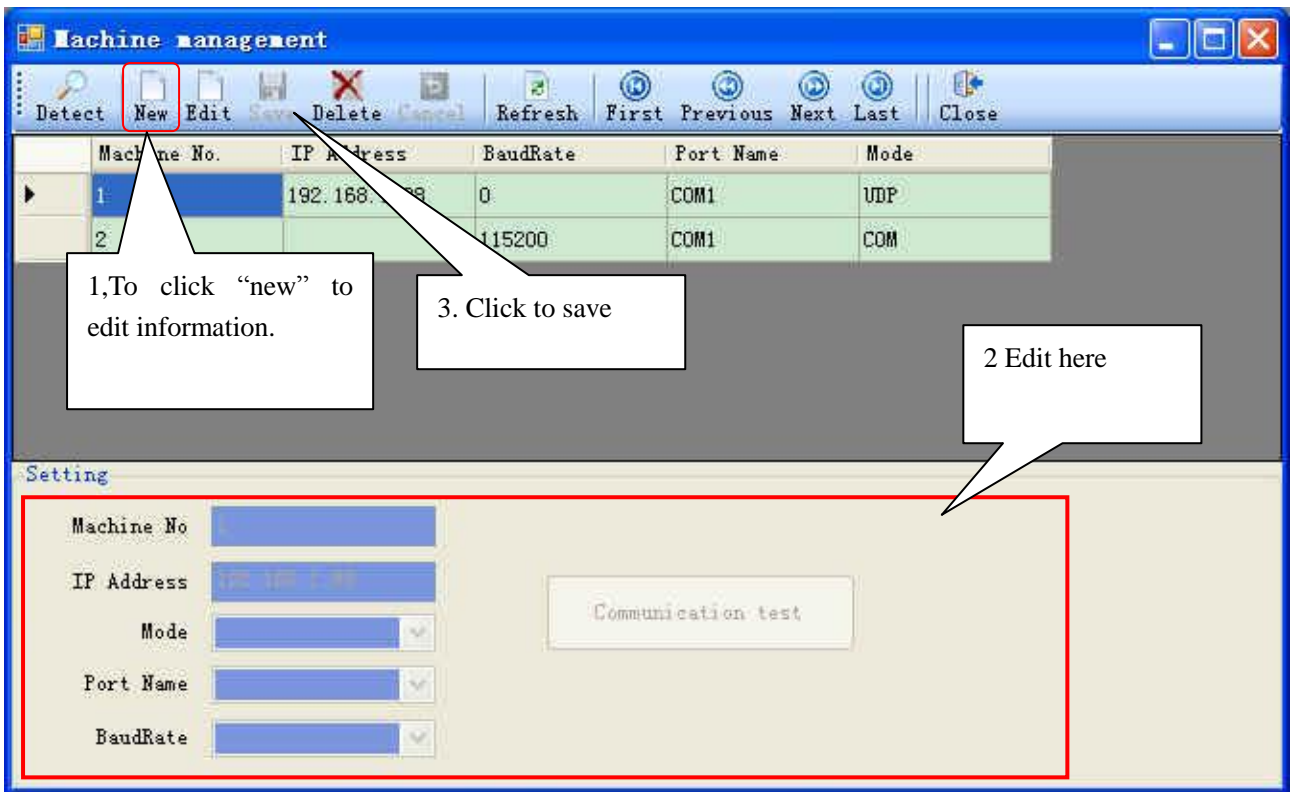 Machine management
Detect New Edit Save Delete Cancel Refresh First Previous Next Last Close
Machine No. IP Address BaudRate Port Name Mode
1 192.168. 0 COM1 UDP
2 115200 COM1 COM
1,To click “new” to
edit information.
3. Click to save
2 Edit here
Setting
Machine No
IP Address
Mode
Communication test
Port Name
BaudRate